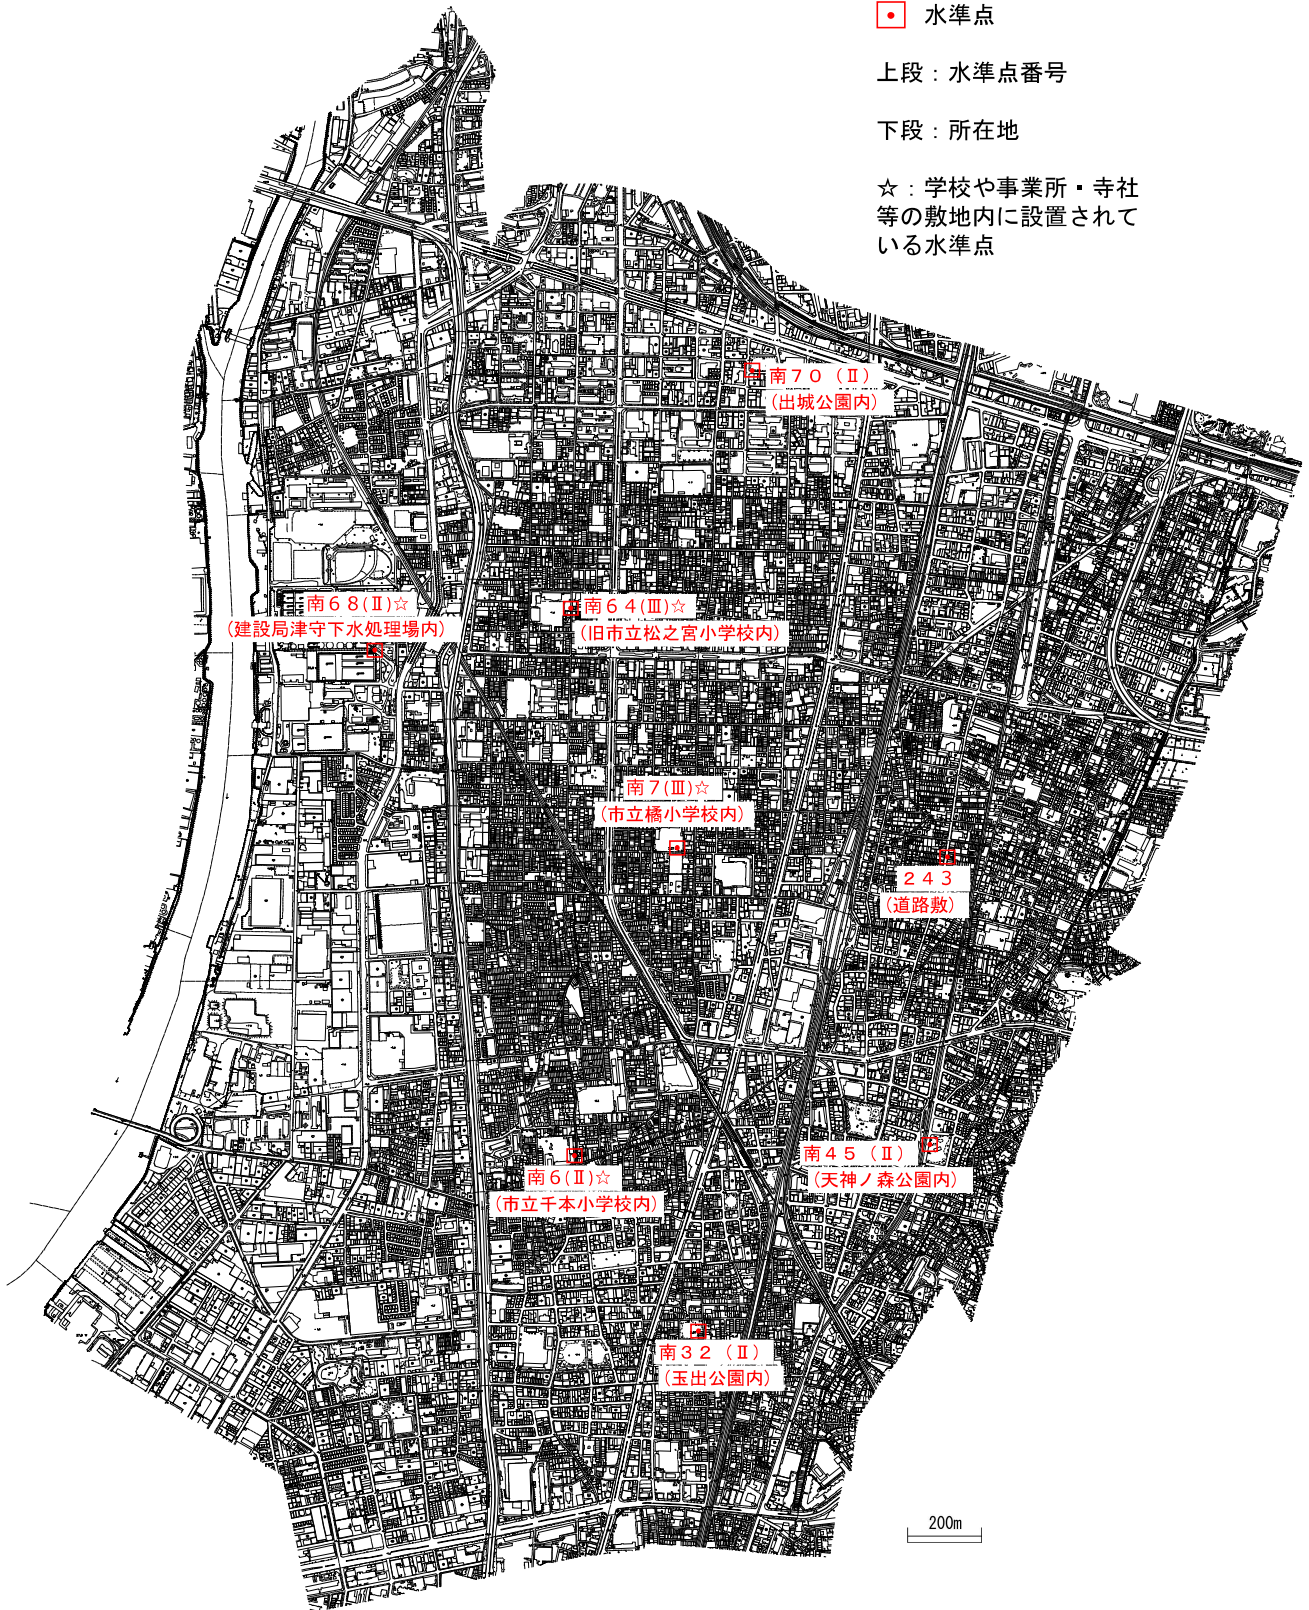 水準点
上段：水準点番号
下段：所在地
☆：学校や事業所・寺社
等の敷地内に設置されて
いる水準点
南７０（Ⅱ）
（出城公園内）
南６８(Ⅱ)☆
（建設局津守下水処理場内）
南６４(Ⅲ)☆
（旧市立松之宮小学校内）
南７(Ⅲ)☆
（市立橘小学校内）
２４３
（道路敷）
南４５（Ⅱ）
（天神ノ森公園内）
南６(Ⅱ)☆
（市立千本小学校内）
南３２（Ⅱ）
（玉出公園内）
200m